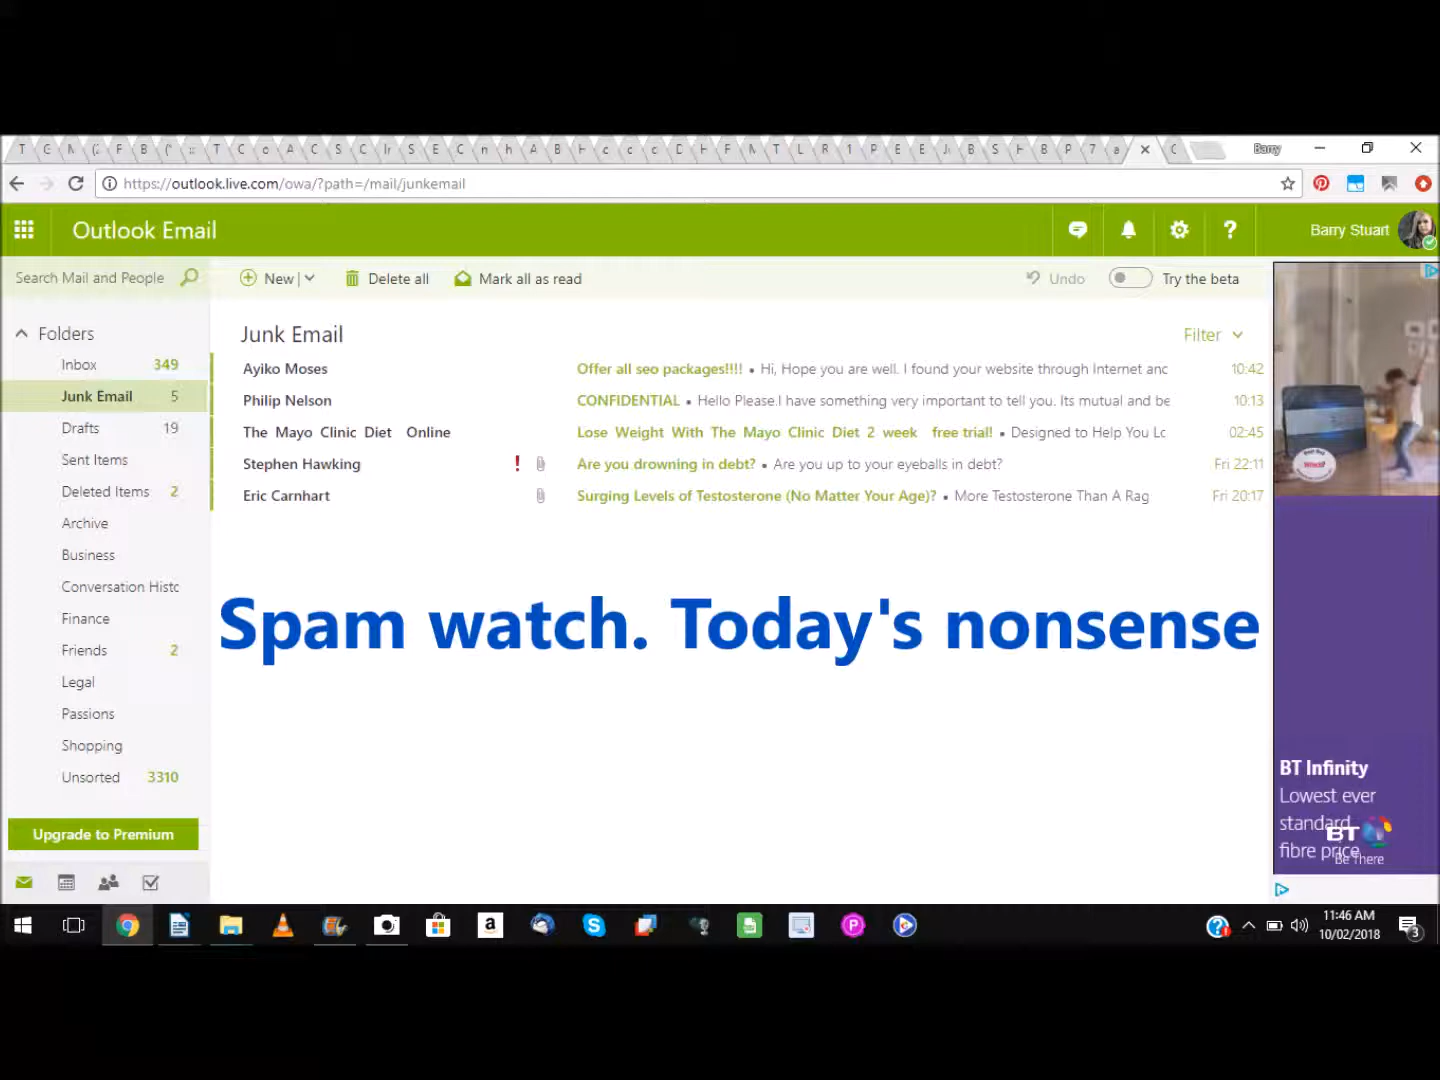 Barry
https://outlook.live.com/owa/?path=/mail/junkemail
Outlook Email
Barry Stuart
Search Mail and People
New
Delete all
Mark all as read
Undo
Try the beta
Folders
Inbox 349
Junk Email 5
Drafts 19
Sent Items
Deleted Items 2
Archive
Business
Conversation Histc
Finance
Friends 2
Legal
Passions
Shopping
Unsorted 3310
Upgrade to Premium
Junk Email
Filter
Ayiko Moses Offer all seo packages!!!! • Hi, Hope you are well. I found your website through Internet anc 10:42
Philip Nelson CONFIDENTIAL • Hello Please.I have something very important to tell you. Its mutual and be 10:13
The Mayo Clinic Diet Online Lose Weight With The Mayo Clinic Diet 2 week free trial! • Designed to Help You Lc 02:45
Stephen Hawking ! Are you drowning in debt? • Are you up to your eyeballs in debt? Fri 22:11
Eric Carnhart Surging Levels of Testosterone (No Matter Your Age)? • More Testosterone Than A Rag Fri 20:17
Spam watch. Today's nonsense
BT Infinity
Lowest ever
standard
fibre price
BT
Be There
11:46 AM
10/02/2018
3